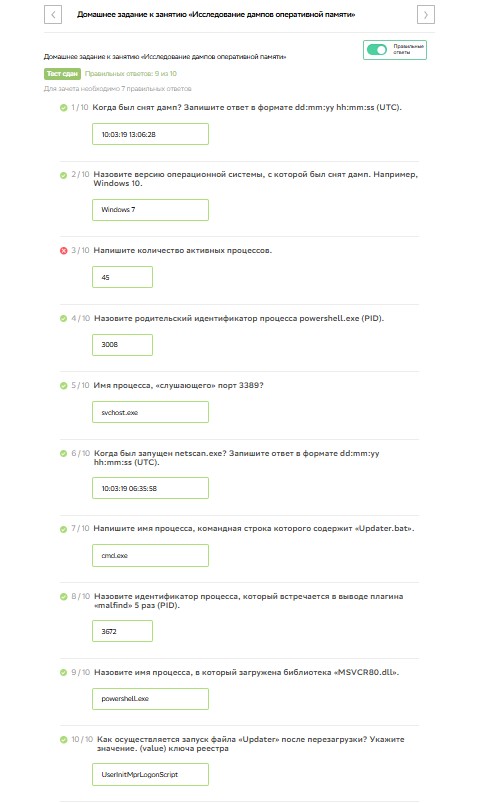 Домашнее задание к занятию «Исследование дампов оперативной памяти»
Домашнее задание к занятию «Исследование дампов оперативной памяти»
Правильные
ответы
Тест сдан Правильных ответов: 9 из 10
Для зачета необходимо 7 правильных ответов
1 / 10 Когда был снят дамп? Запишите ответ в формате dd:mm:yy hh:mm:ss (UTC).
10:03:19 13:06:28
2 / 10 Назовите версию операционной системы, с которой был снят дамп. Например,
Windows 10.
Windows 7
3 / 10 Напишите количество активных процессов.
45
4 / 10 Назовите родительский идентификатор процесса powershell.exe (PID).
3008
5 / 10 Имя процесса, «слушающего» порт 3389?
svchost.exe
6 / 10 Когда был запущен netscan.exe? Запишите ответ в формате dd:mm:yy
hh:mm:ss (UTC).
10:03:19 06:35:58
7 / 10 Напишите имя процесса, командная строка которого содержит «Updater.bat».
cmd.exe
8 / 10 Назовите идентификатор процесса, который встречается в выводе плагина
«malfind» 5 раз (PID).
3672
9 / 10 Назовите имя процесса, в который загружена библиотека «MSVCR80.dll».
powershell.exe
10 / 10 Как осуществляется запуск файла «Updater» после перезагрузки? Укажите
значение. (value) ключа реестра
UserInitMprLogonScript